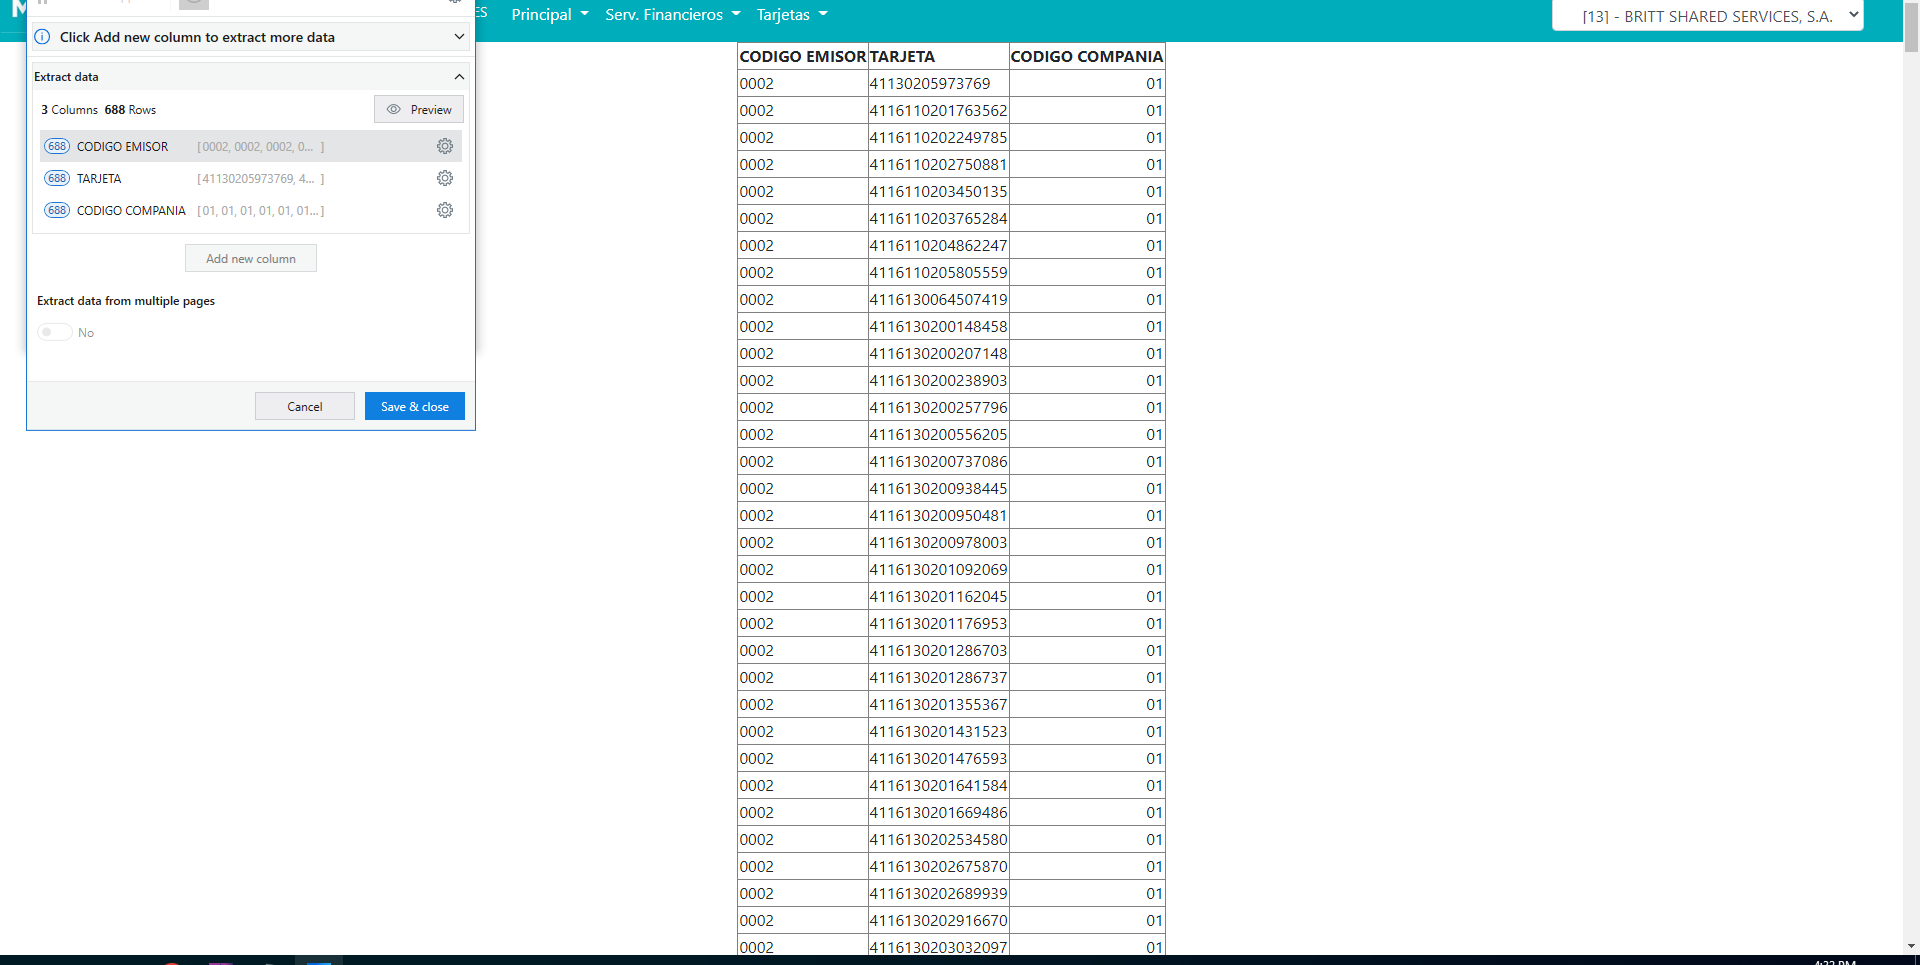 ES Principal Serv. Financieros Tarjetas [13] - BRITT SHARED SERVICES, S.A.
Click Add new column to extract more data
Extract data
3 Columns 688 Rows Preview
688 CODIGO EMISOR [0002, 0002, 0002, 0... ]
688 TARJETA [41130205973769, 4... ]
688 CODIGO COMPANIA [01, 01, 01, 01, 01, 01...]
Add new column
Extract data from multiple pages
No
Cancel Save & close
CODIGO EMISOR TARJETA CODIGO COMPANIA
0002 41130205973769 01
0002 4116110201763562 01
0002 4116110202249785 01
0002 4116110202750881 01
0002 4116110203450135 01
0002 4116110203765284 01
0002 4116110204862247 01
0002 4116110205805559 01
0002 4116130064507419 01
0002 4116130200148458 01
0002 4116130200207148 01
0002 4116130200238903 01
0002 4116130200257796 01
0002 4116130200556205 01
0002 4116130200737086 01
0002 4116130200938445 01
0002 4116130200950481 01
0002 4116130200978003 01
0002 4116130201092069 01
0002 4116130201162045 01
0002 4116130201176953 01
0002 4116130201286703 01
0002 4116130201286737 01
0002 4116130201355367 01
0002 4116130201431523 01
0002 4116130201476593 01
0002 4116130201641584 01
0002 4116130201669486 01
0002 4116130202534580 01
0002 4116130202675870 01
0002 4116130202689939 01
0002 4116130202916670 01
0002 4116130203032097 01